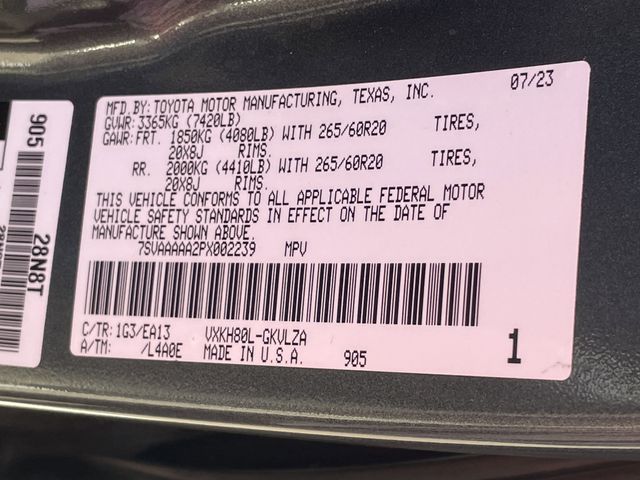 MFD.BY:TOYOTA MOTOR MANUFACTURING, TEXAS, INC. 07/23
GVWR:3365KG (7420LB)
GAWR:FRT. 1850KG (4080LB) WITH 265/60R20 TIRES,
20X8J RIMS.
RR. 2000KG (4410LB) WITH 265/60R20 TIRES,
20X8J RIMS.
THIS VEHICLE CONFORMS TO ALL APPLICABLE FEDERAL MOTOR
VEHICLE SAFETY STANDARDS IN EFFECT ON THE DATE OF
MANUFACTURE SHOWN ABOVE.
7SVAAAAA2PX002239 MPV
C/TR:1G3/EA13 VXKH80L-GKVLZA
A/TM: /L4A0E MADE IN U.S.A. 905 1
905 28N8T